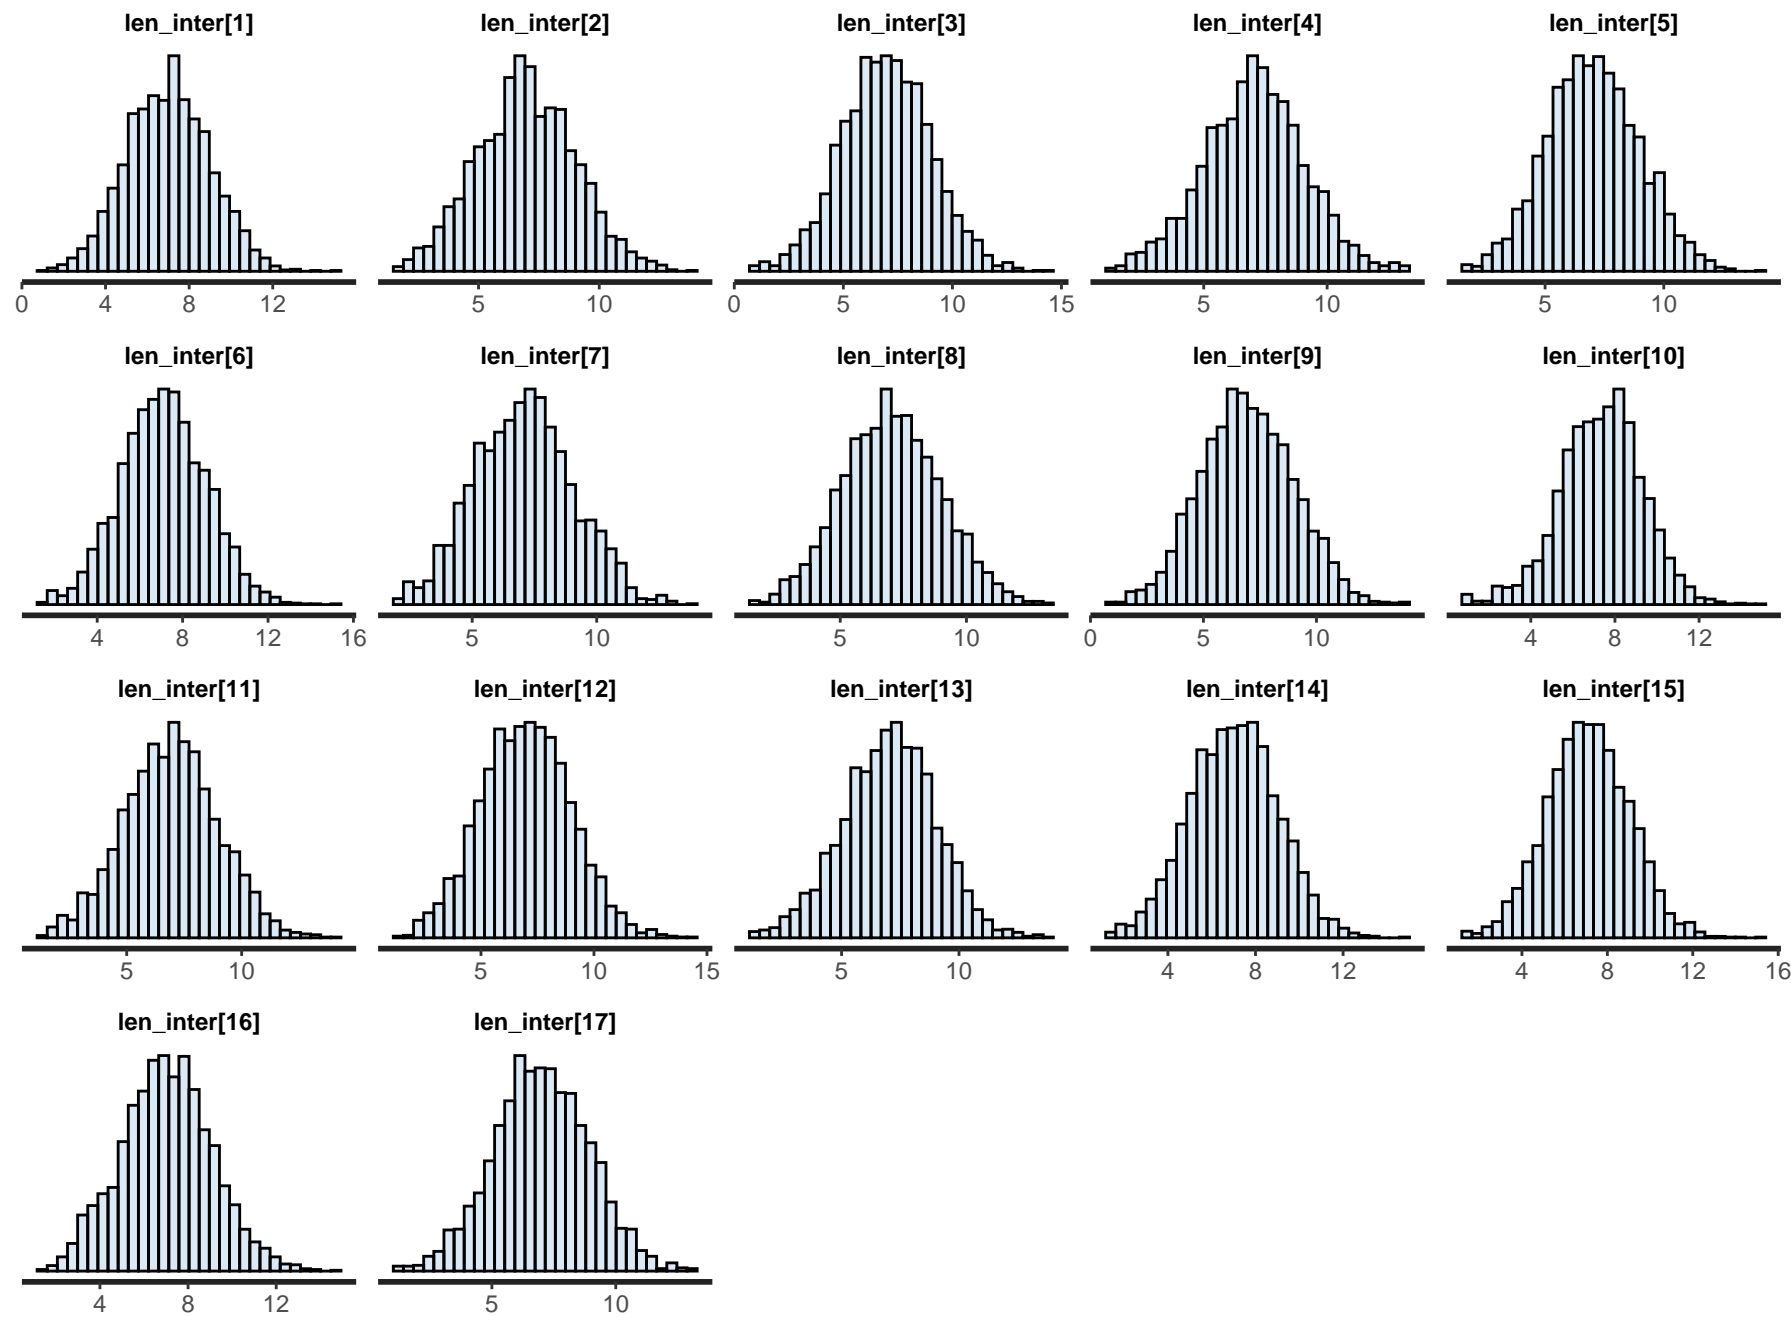 len_inter[1] len_inter[2] len_inter[3] len_inter[4] len_inter[5]
0 4 8 12 5 10 0 5 10 15 5 10 5 10
len_inter[6] len_inter[7] len_inter[8] len_inter[9] len_inter[10]
4 8 12 16 5 10 5 10 0 5 10 4 8 12
len_inter[11] len_inter[12] len_inter[13] len_inter[14] len_inter[15]
5 10 5 10 15 5 10 4 8 12 4 8 12 16
len_inter[16] len_inter[17]
4 8 12 5 10